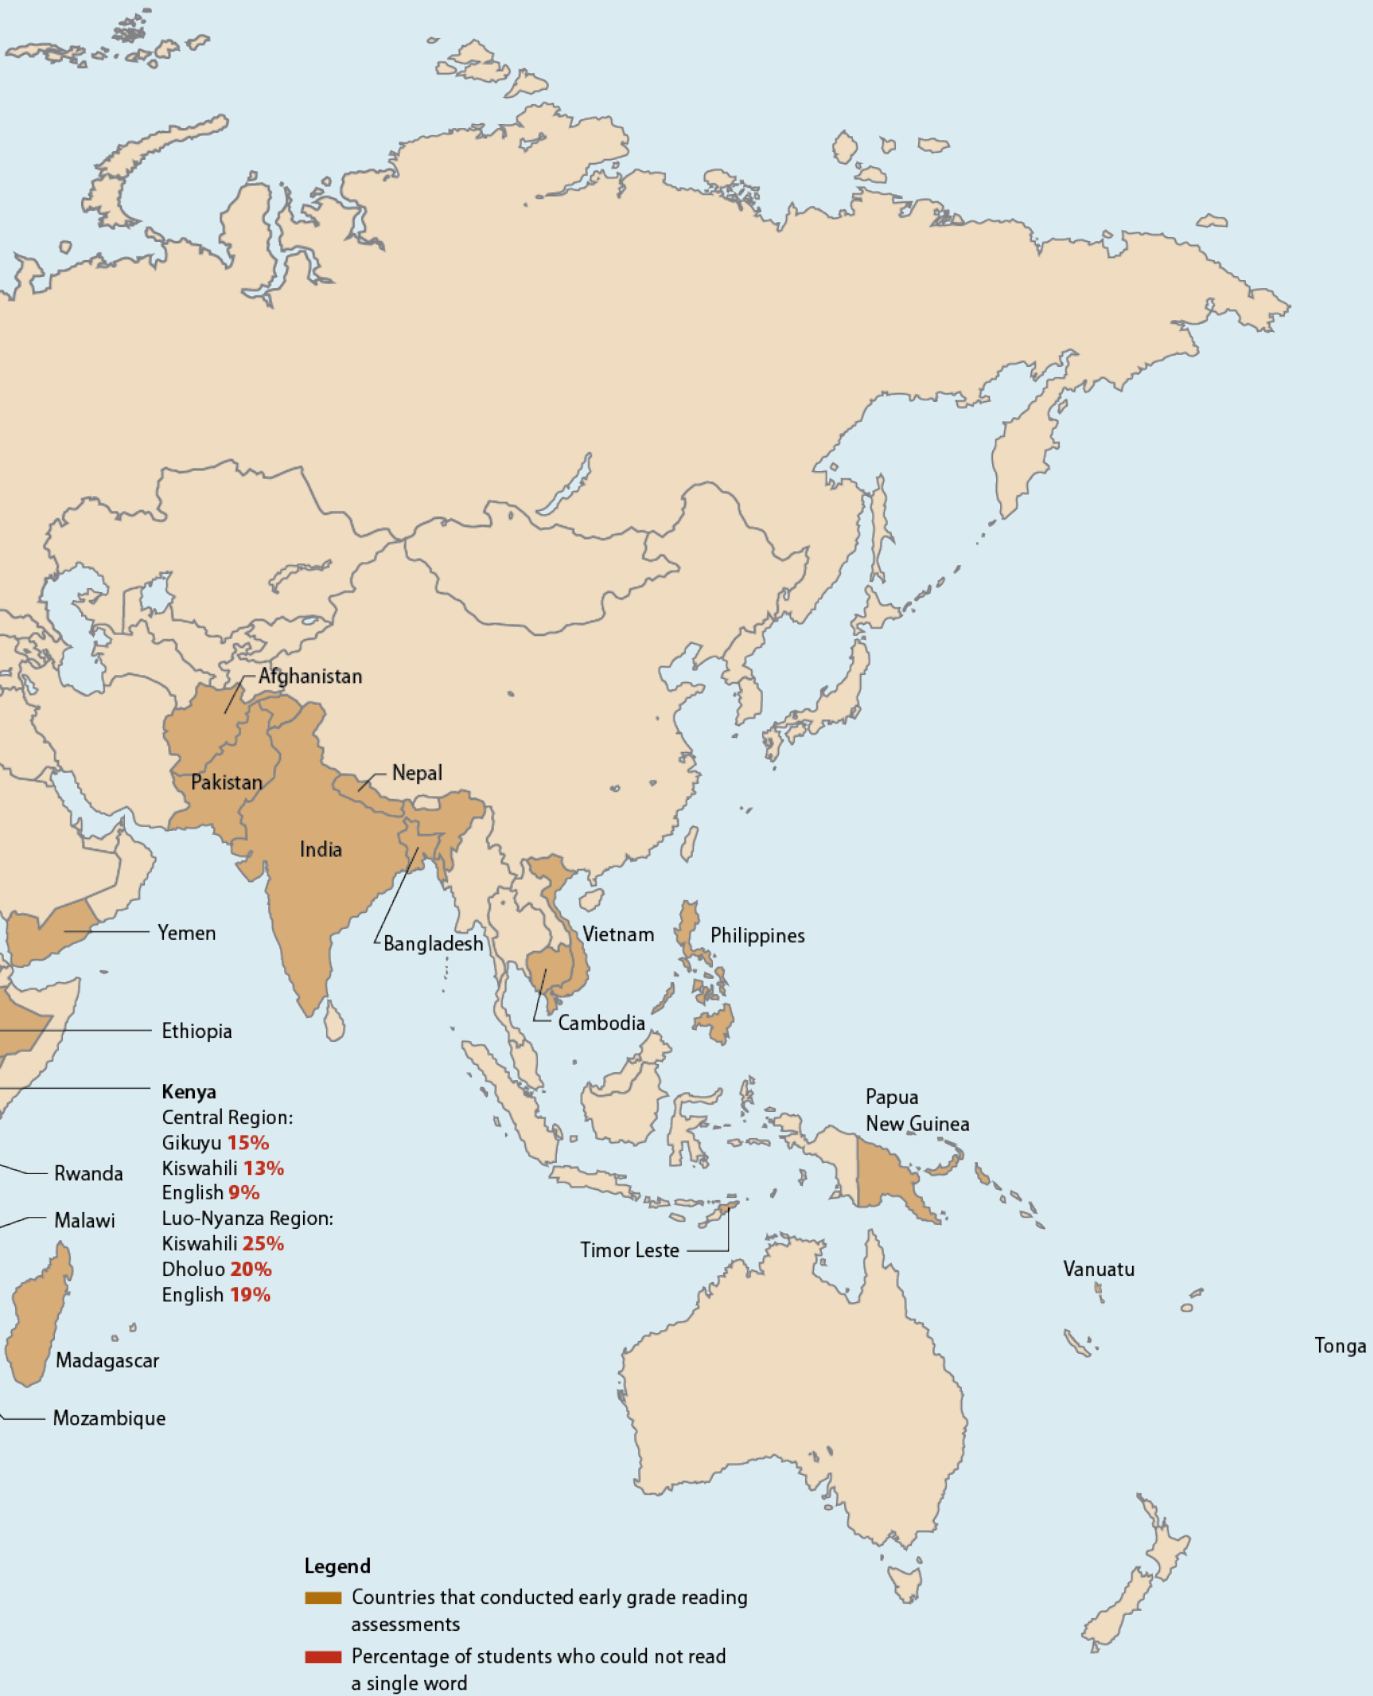 Afghanistan
Nepal
Pakistan
India
Yemen
Bangladesh
Vietnam
Philippines
Cambodia
Ethiopia
Kenya
Central Region:
Gikuyu 15%
Kiswahili 13%
English 9%
Luo-Nyanza Region:
Kiswahili 25%
Dholuo 20%
English 19%
Papua
New Guinea
Rwanda
Malawi
Timor Leste
Vanuatu
Tonga
Madagascar
Mozambique
Legend
Countries that conducted early grade reading
assessments
Percentage of students who could not read
a single word